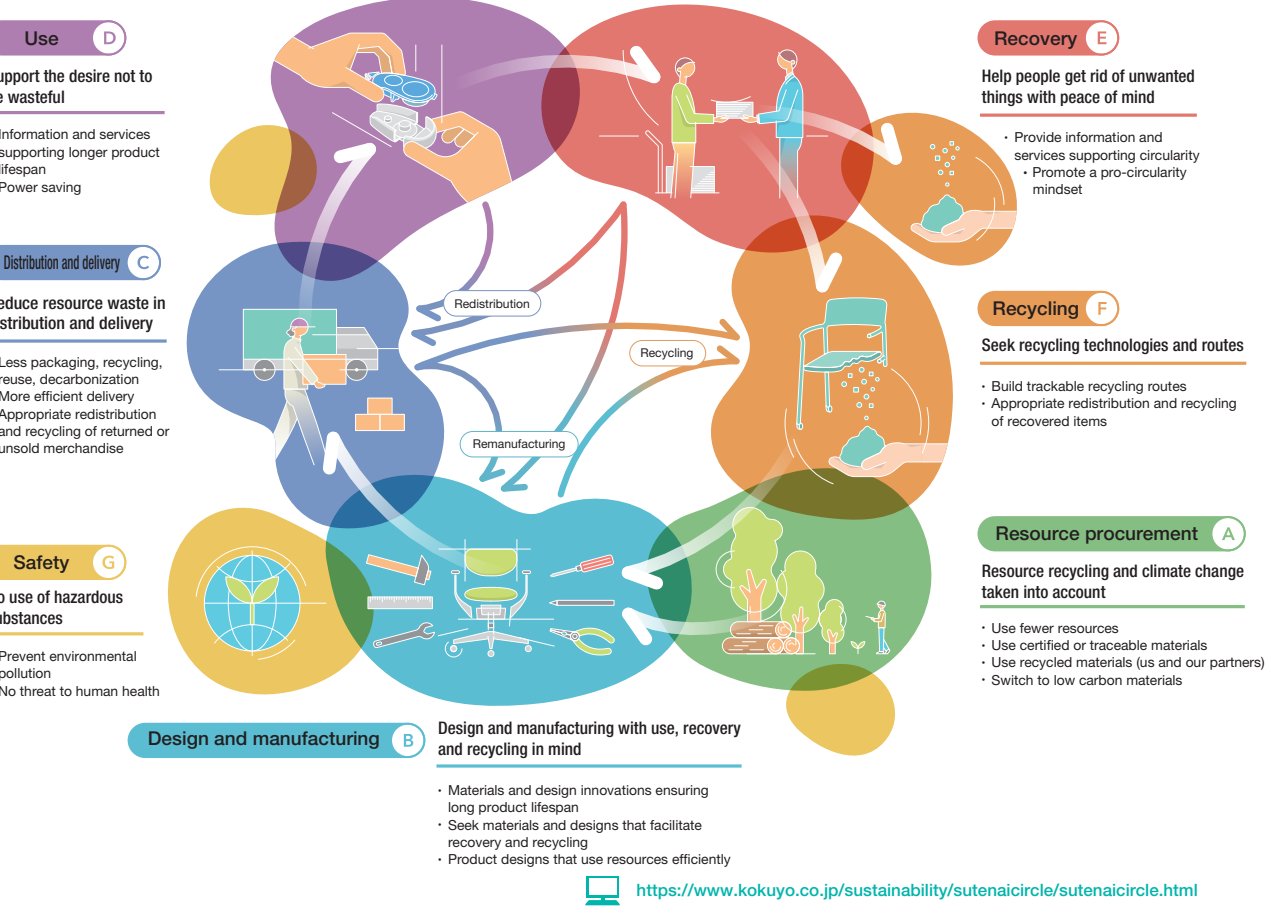 Use D
upport the desire not to
e wasteful
Information and services
supporting longer product
lifespan
Power saving
Distribution and delivery C
educe resource waste in
stribution and delivery
Less packaging, recycling,
reuse, decarbonization
More efficient delivery
Appropriate redistribution
and recycling of returned or
unsold merchandise
Safety G
o use of hazardous
ubstances
Prevent environmental
pollution
No threat to human health
Redistribution
Recycling
Remanufacturing
Recovery E
Help people get rid of unwanted
things with peace of mind
・Provide information and
services supporting circularity
・Promote a pro-circularity
mindset
Recycling F
Seek recycling technologies and routes
・Build trackable recycling routes
・Appropriate redistribution and recycling
of recovered items
Resource procurement A
Resource recycling and climate change
taken into account
・Use fewer resources
・Use certified or traceable materials
・Use recycled materials (us and our partners)
・Switch to low carbon materials
Design and manufacturing B
Design and manufacturing with use, recovery
and recycling in mind
・Materials and design innovations ensuring
long product lifespan
・Seek materials and designs that facilitate
recovery and recycling
・Product designs that use resources efficiently
https://www.kokuyo.co.jp/sustainability/sutenaicircle/sutenaicircle.html